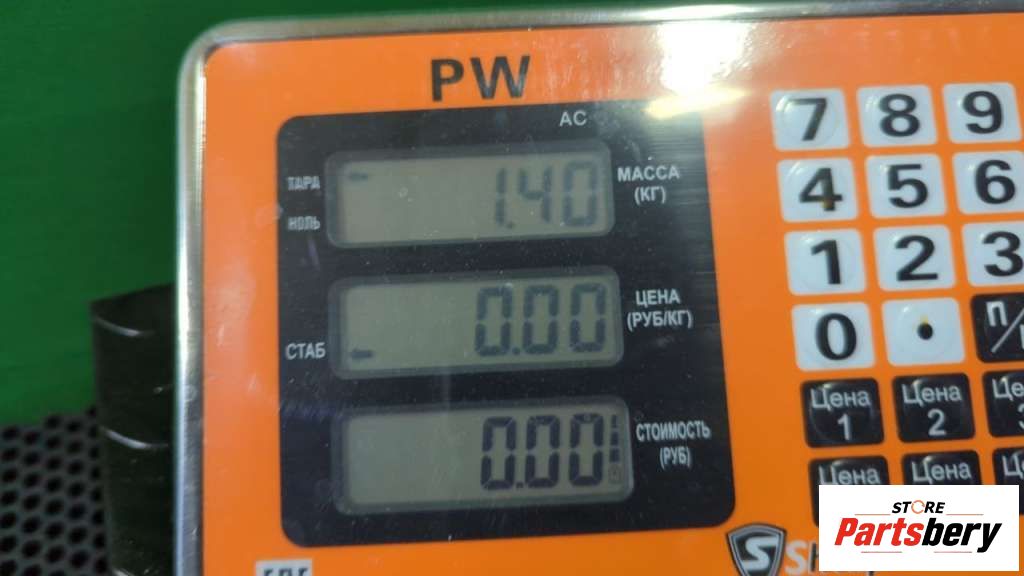 PW
AC
ТАРА
НОЛЬ
1.40
МАССА
(КГ)
СТАБ
0.00
ЦЕНА
(РУБ/КГ)
0.00
СТОИМОСТЬ
(РУБ)
7 8 9
4 5 6
1 2 3
0 .
Цена
1
Цена
2
Цена
Цена
STORE
Partsbery